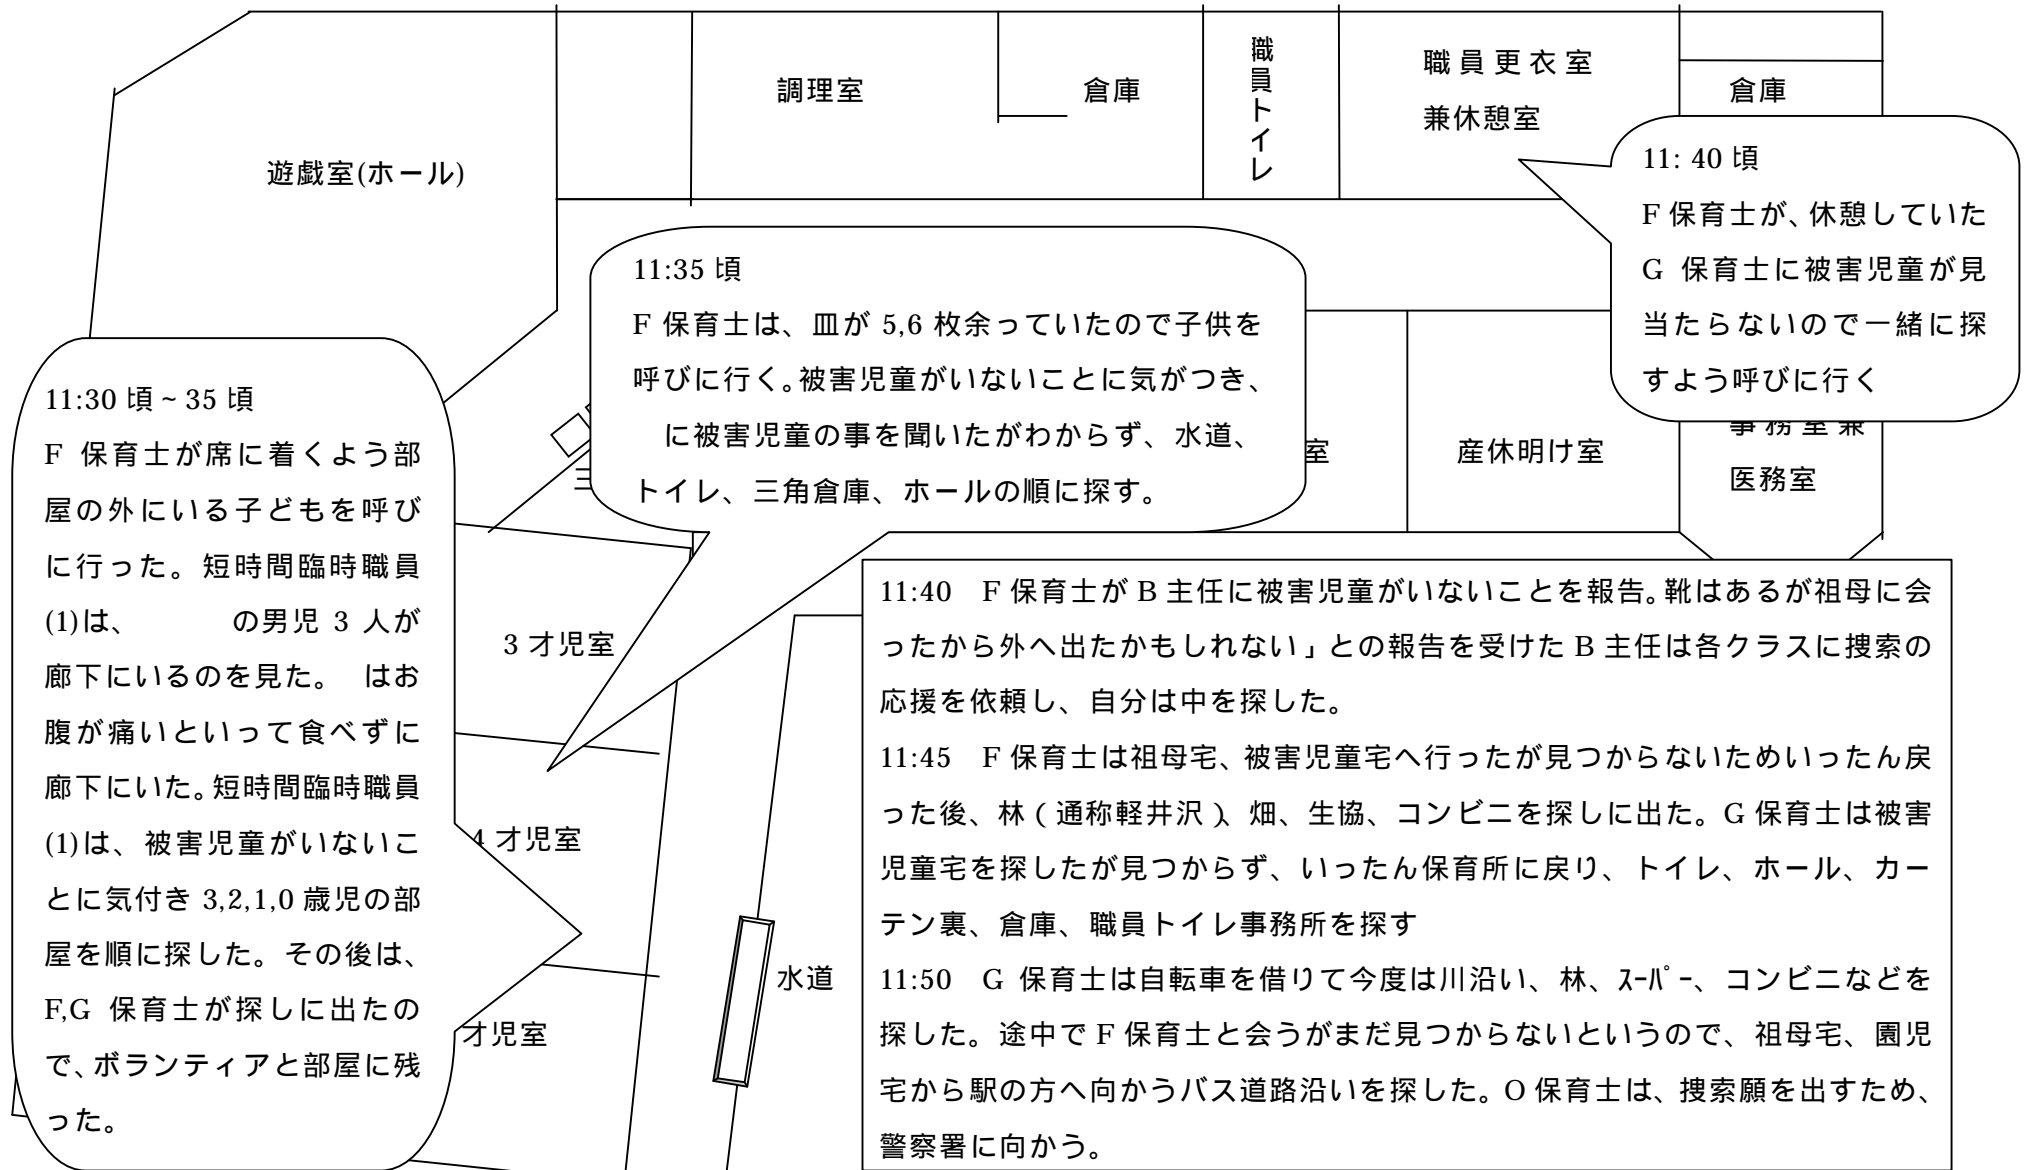 調理室
倉庫
職員トイレ
職員更衣室
兼休憩室
倉庫
遊戯室(ホール)
11: 40 頃
F 保育士が、休憩していた
G 保育士に被害児童が見
当たらないので一緒に探
すよう呼びに行く
11:35 頃
F 保育士は、皿が 5,6 枚余っていたので子供を
呼びに行く。被害児童がいないことに気がつき、
に被害児童の事を聞いたがわからず、水道、
トイレ、三角倉庫、ホールの順に探す。
室
産休明け室
事務室兼
医務室
三
11:30 頃 ~ 35 頃
F 保育士が席に着くよう部
屋の外にいる子どもを呼び
に行った。短時間臨時職員
(1)は、 の男児 3 人が
廊下にいるのを見た。 はお
腹が痛いといって食べずに
廊下にいた。短時間臨時職員
(1)は、被害児童がいないこ
とに気付き 3,2,1,0 歳児の部
屋を順に探した。その後は、
F,G 保育士が探しに出たの
で、ボランティアと部屋に残
った。
3 才児室
4 才児室
才児室
水道
11:40 F 保育士が B 主任に被害児童がいないことを報告。靴はあるが祖母に会
ったから外へ出たかもしれない」との報告を受けた B 主任は各クラスに捜索の
応援を依頼し、自分は中を探した。
11:45 F 保育士は祖母宅、被害児童宅へ行ったが見つからないためいったん戻
った後、林(通称軽井沢)、畑、生協、コンビニを探しに出た。G 保育士は被害
児童宅を探したが見つからず、いったん保育所に戻り、トイレ、ホール、カー
テン裏、倉庫、職員トイレ事務所を探す
11:50 G 保育士は自転車を借りて今度は川沿い、林、ｽｰﾊﾟｰ、コンビニなどを
探した。途中で F 保育士と会うがまだ見つからないというので、祖母宅、園児
宅から駅の方へ向かうバス道路沿いを探した。O 保育士は、捜索願を出すため、
警察署に向かう。